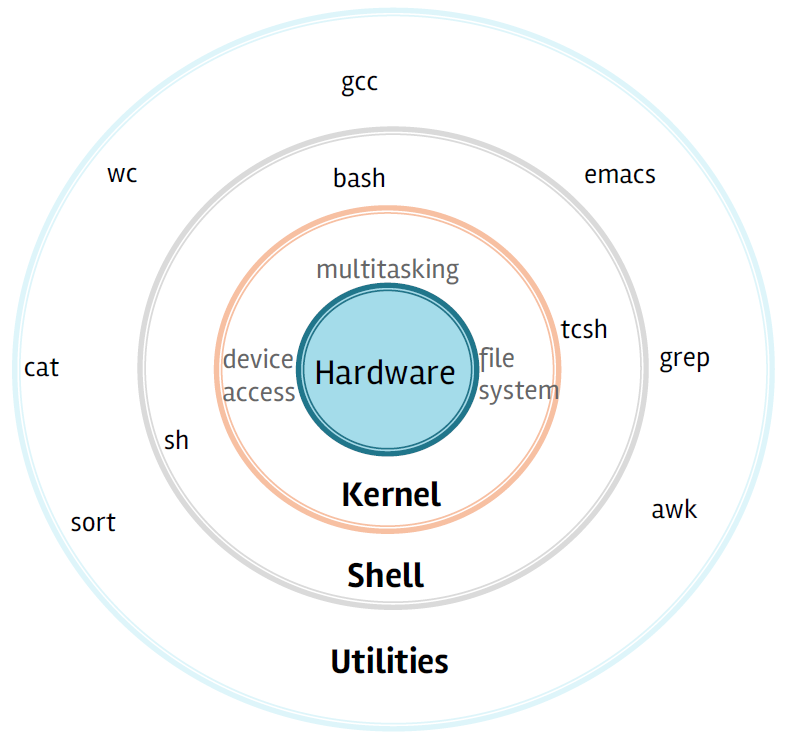 gcc
wc
emacs
bash
multitasking
tcsh
device
access
Hardware
file
system
grep
cat
sh
Kernel
sort
awk
Shell
Utilities